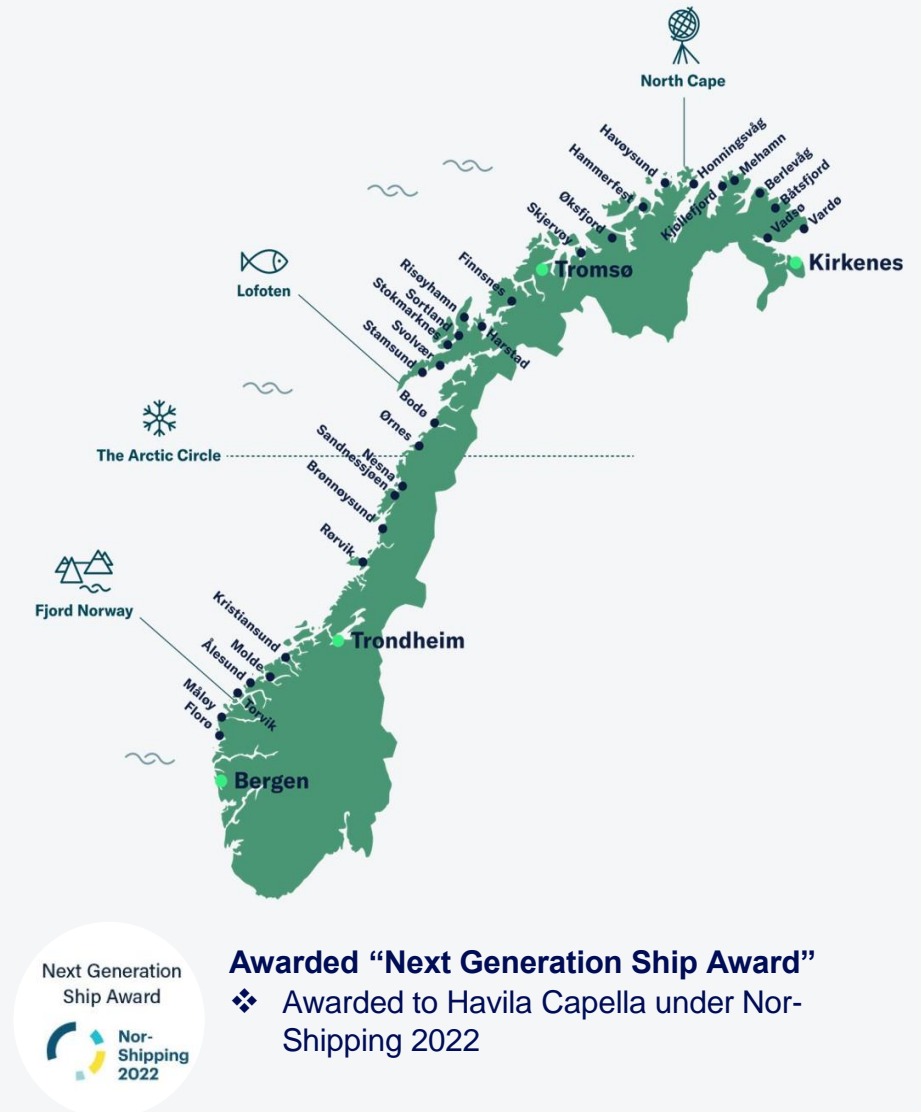 North Cape
Havøysund
Honningsvåg
Mehamn
Hammerfest
Kjøllefjord
Berlevåg
Båtsfjord
Vadsø
Vardø
Øksfjord
Skjervøy
Tromsø
Kirkenes
Finnsnes
Lofoten
Risøyhamn
Sortland
Stokmarknes
Harstad
Svolvær
Stamsund
Bodø
Ørnes
The Arctic Circle
Nesna
Sandnessjøen
Brønnøysund
Rørvik
Fjord Norway
Kristiansund
Trondheim
Molde
Ålesund
Torvik
Måløy
Florø
Bergen
Next Generation
Ship Award
Nor-
Shipping
2022
Awarded “Next Generation Ship Award”
❖ Awarded to Havila Capella under Nor-
Shipping 2022